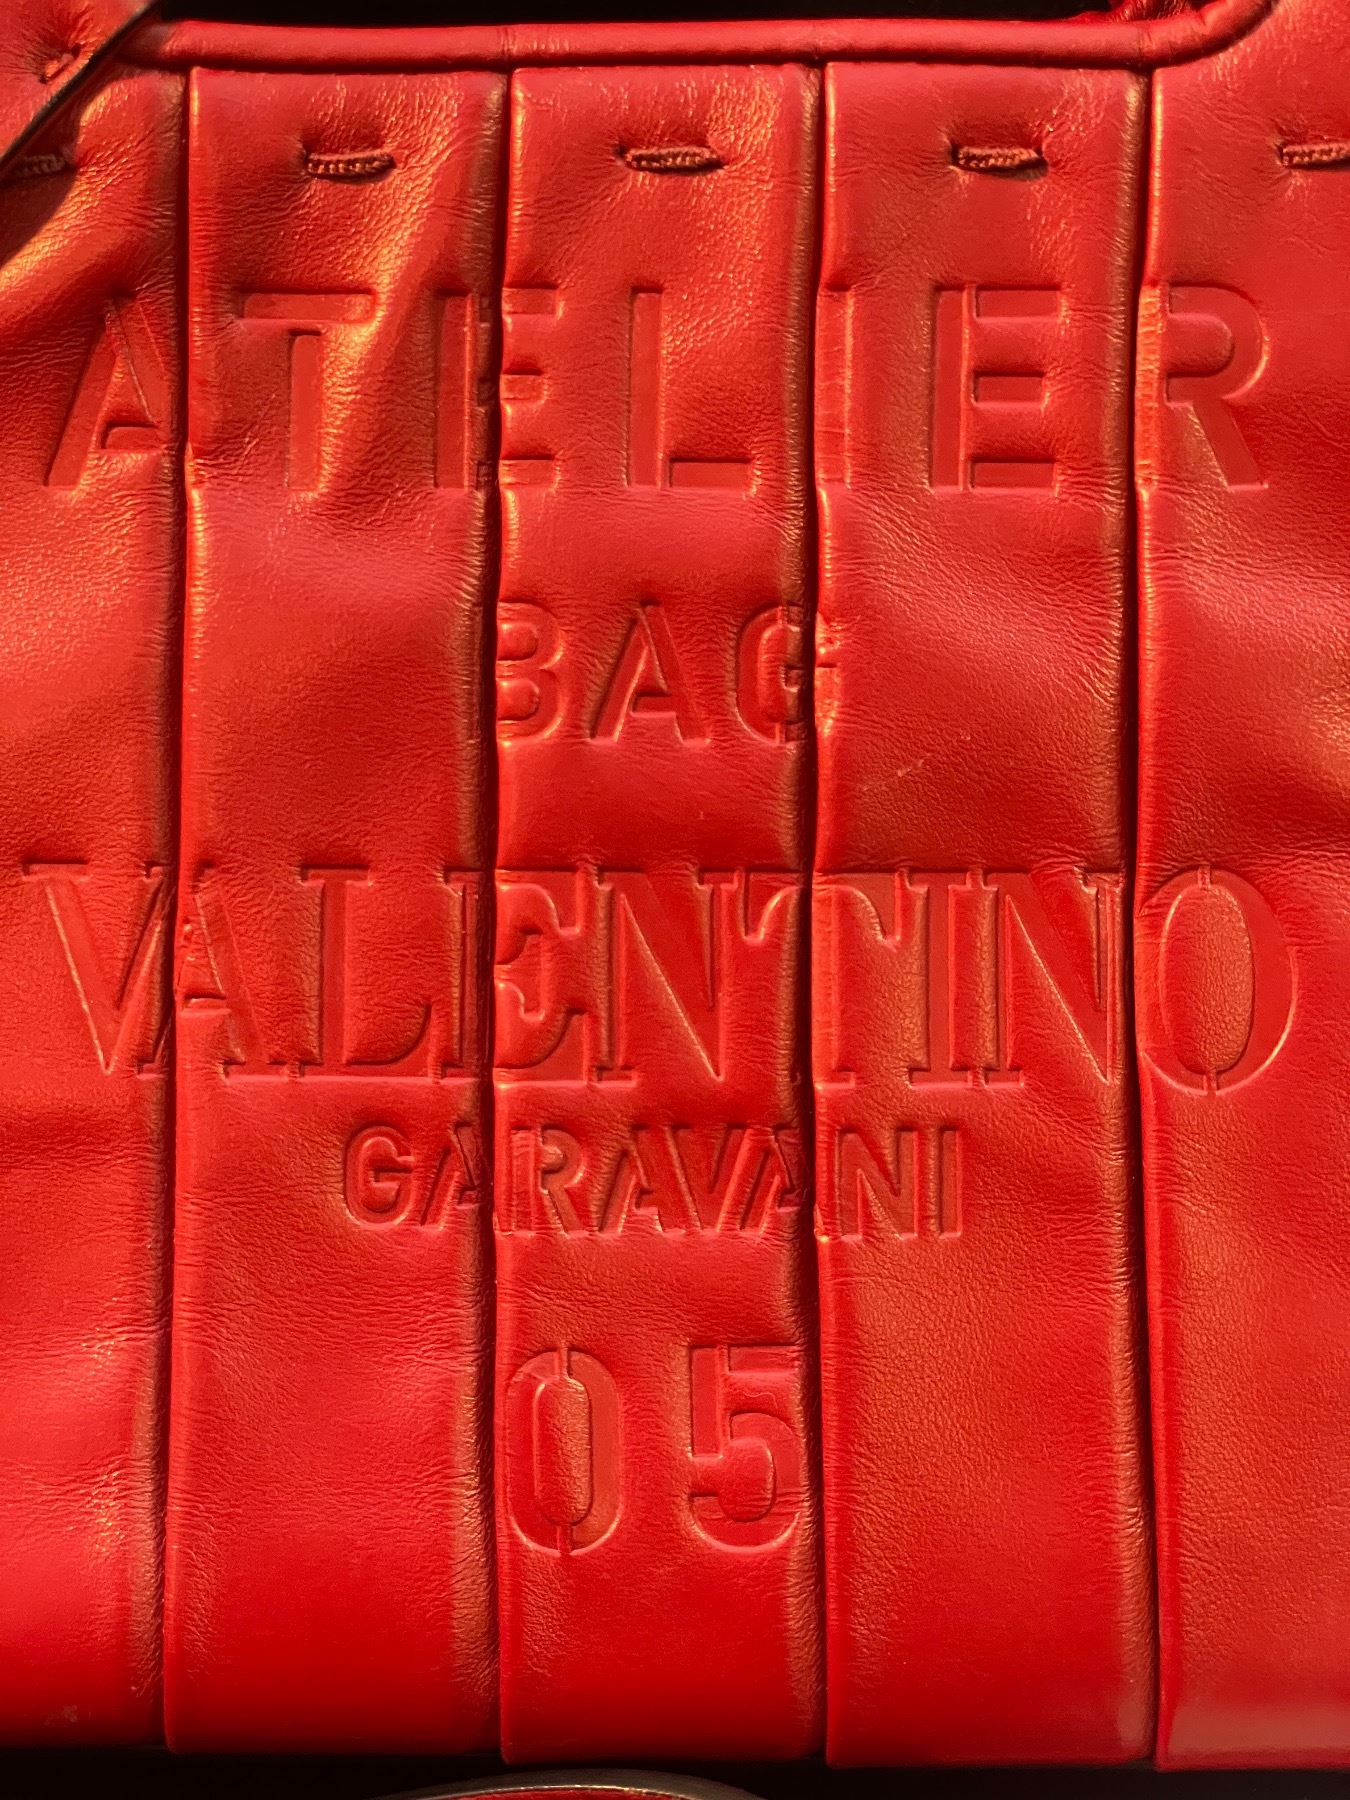 ATELIER
BAG
VALENTINO
GARAVANI
05